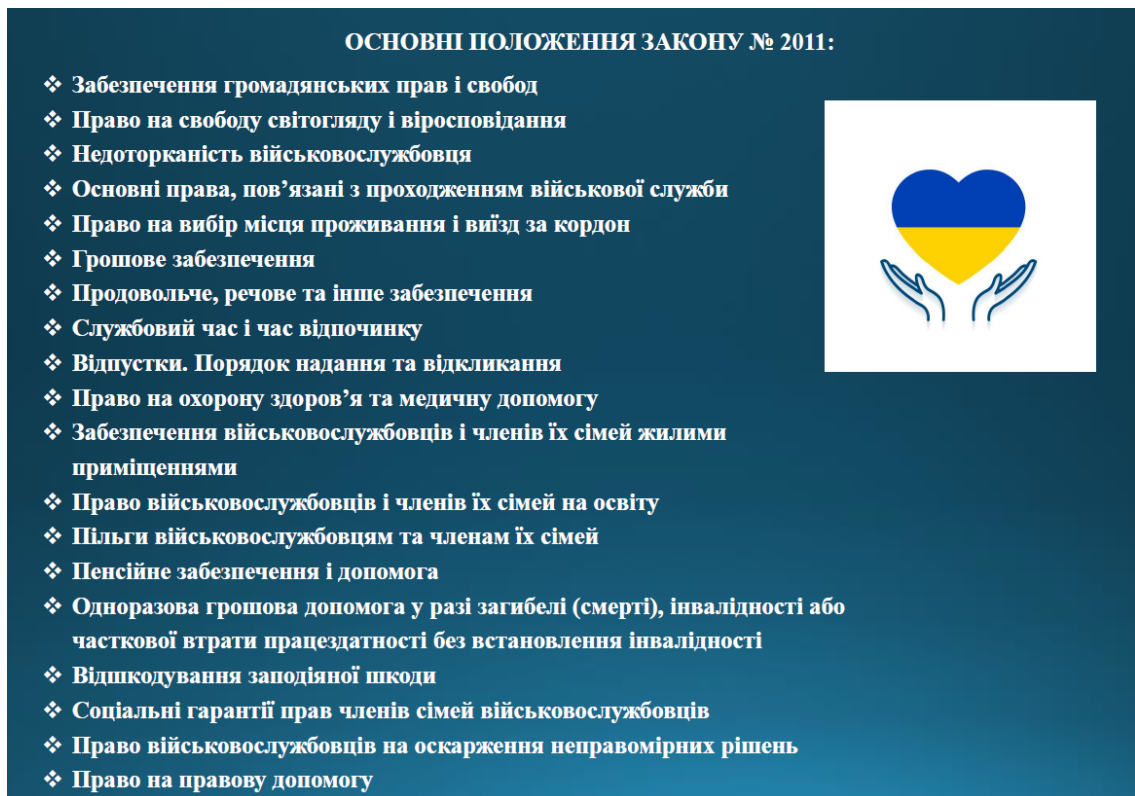 ОСНОВНІ ПОЛОЖЕННЯ ЗАКОНУ № 2011:
❖ Забезпечення громадянських прав і свобод
❖ Право на свободу світогляду і віросповідання
❖ Недоторканість військовослужбовця
❖ Основні права, пов’язані з проходженням військової служби
❖ Право на вибір місця проживання і виїзд за кордон
❖ Грошове забезпечення
❖ Продовольче, речове та інше забезпечення
❖ Службовий час і час відпочинку
❖ Відпустки. Порядок надання та відкликання
❖ Право на охорону здоров’я та медичну допомогу
❖ Забезпечення військовослужбовців і членів їх сімей жилими
приміщеннями
❖ Право військовослужбовців і членів їх сімей на освіту
❖ Пільги військовослужбовцям та членам їх сімей
❖ Пенсійне забезпечення і допомога
❖ Одноразова грошова допомога у разі загибелі (смерті), інвалідності або
часткової втрати працездатності без встановлення інвалідності
❖ Відшкодування заподіяної шкоди
❖ Соціальні гарантії прав членів сімей військовослужбовців
❖ Право військовослужбовців на оскарження неправомірних рішень
❖ Право на правову допомогу